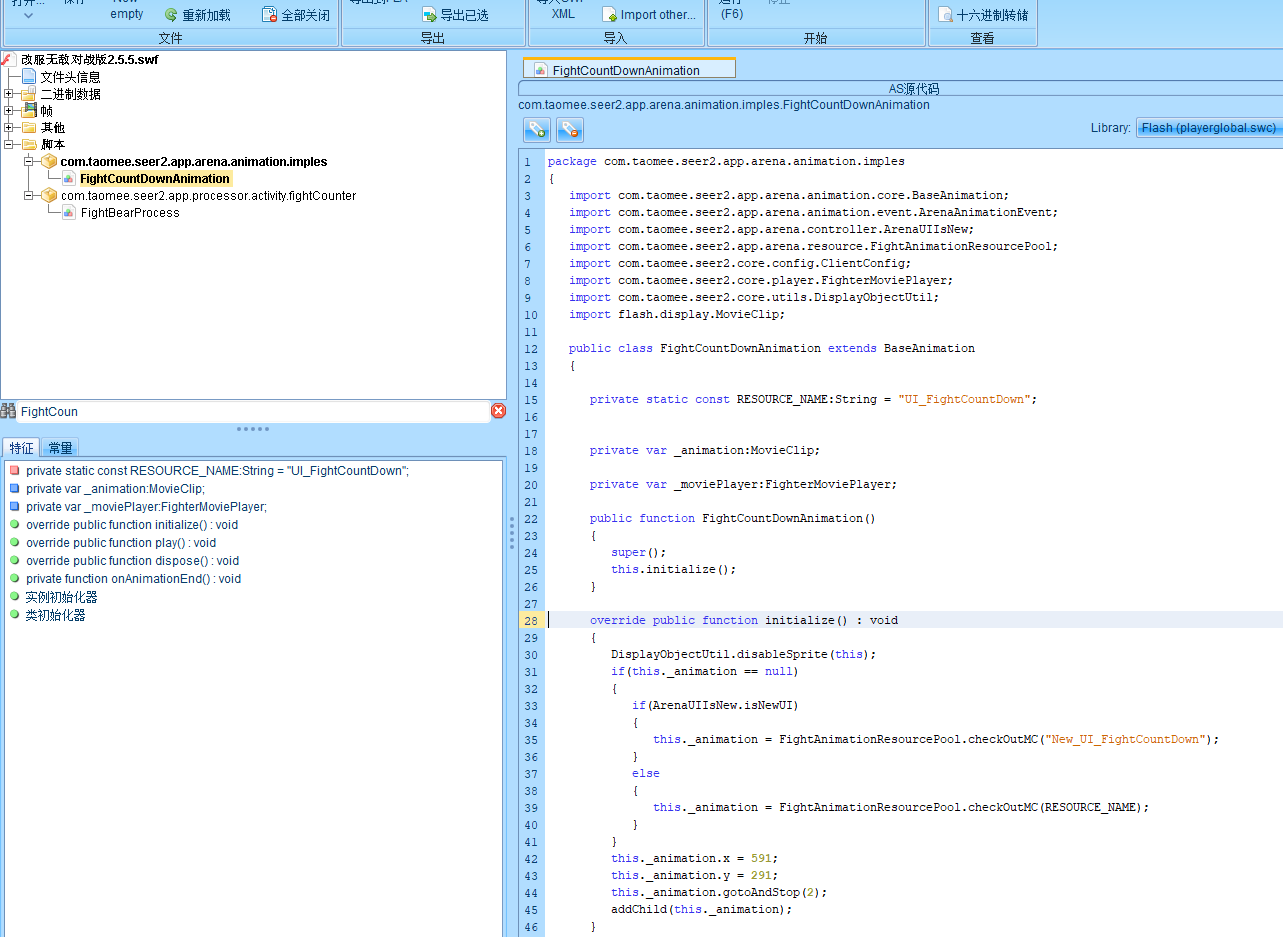 打开...
保存
New
empty
重新加载
全部关闭
文件
导出已选
导出
XML
Import other...
导入
运行
(F6)
停止
开始
十六进制转储
查看
改服无敌对战版2.5.5.swf
文件头信息
二进制数据
帧
其他
脚本
com.taomee.seer2.app.arena.animation.imples
FightCountDownAnimation
com.taomee.seer2.app.processor.activity.fightCounter
FightBearProcess
FightCoun
特征
常量
private static const RESOURCE_NAME:String = "UI_FightCountDown";
private var _animation:MovieClip;
private var _moviePlayer:FighterMoviePlayer;
override public function initialize() : void
override public function play() : void
override public function dispose() : void
private function onAnimationEnd() : void
实例初始化器
类初始化器
FightCountDownAnimation
AS源代码
com.taomee.seer2.app.arena.animation.imples.FightCountDownAnimation
Library:
Flash (playerglobal.swc)
1 package com.taomee.seer2.app.arena.animation.imples
2 {
3 import com.taomee.seer2.app.arena.animation.core.BaseAnimation;
4 import com.taomee.seer2.app.arena.animation.event.ArenaAnimationEvent;
5 import com.taomee.seer2.app.arena.controller.ArenaUIIsNew;
6 import com.taomee.seer2.app.arena.resource.FightAnimationResourcePool;
7 import com.taomee.seer2.core.config.ClientConfig;
8 import com.taomee.seer2.core.player.FighterMoviePlayer;
9 import com.taomee.seer2.core.utils.DisplayObjectUtil;
10 import flash.display.MovieClip;
11
12 public class FightCountDownAnimation extends BaseAnimation
13 {
14
15 private static const RESOURCE_NAME:String = "UI_FightCountDown";
16
17
18 private var _animation:MovieClip;
19
20 private var _moviePlayer:FighterMoviePlayer;
21
22 public function FightCountDownAnimation()
23 {
24 super();
25 this.initialize();
26 }
27
28 override public function initialize() : void
29 {
30 DisplayObjectUtil.disableSprite(this);
31 if(this._animation == null)
32 {
33 if(ArenaUIIsNew.isNewUI)
34 {
35 this._animation = FightAnimationResourcePool.checkOutMC("New_UI_FightCountDown");
36 }
37 else
38 {
39 this._animation = FightAnimationResourcePool.checkOutMC(RESOURCE_NAME);
40 }
41 }
42 this._animation.x = 591;
43 this._animation.y = 291;
44 this._animation.gotoAndStop(2);
45 addChild(this._animation);
46 }